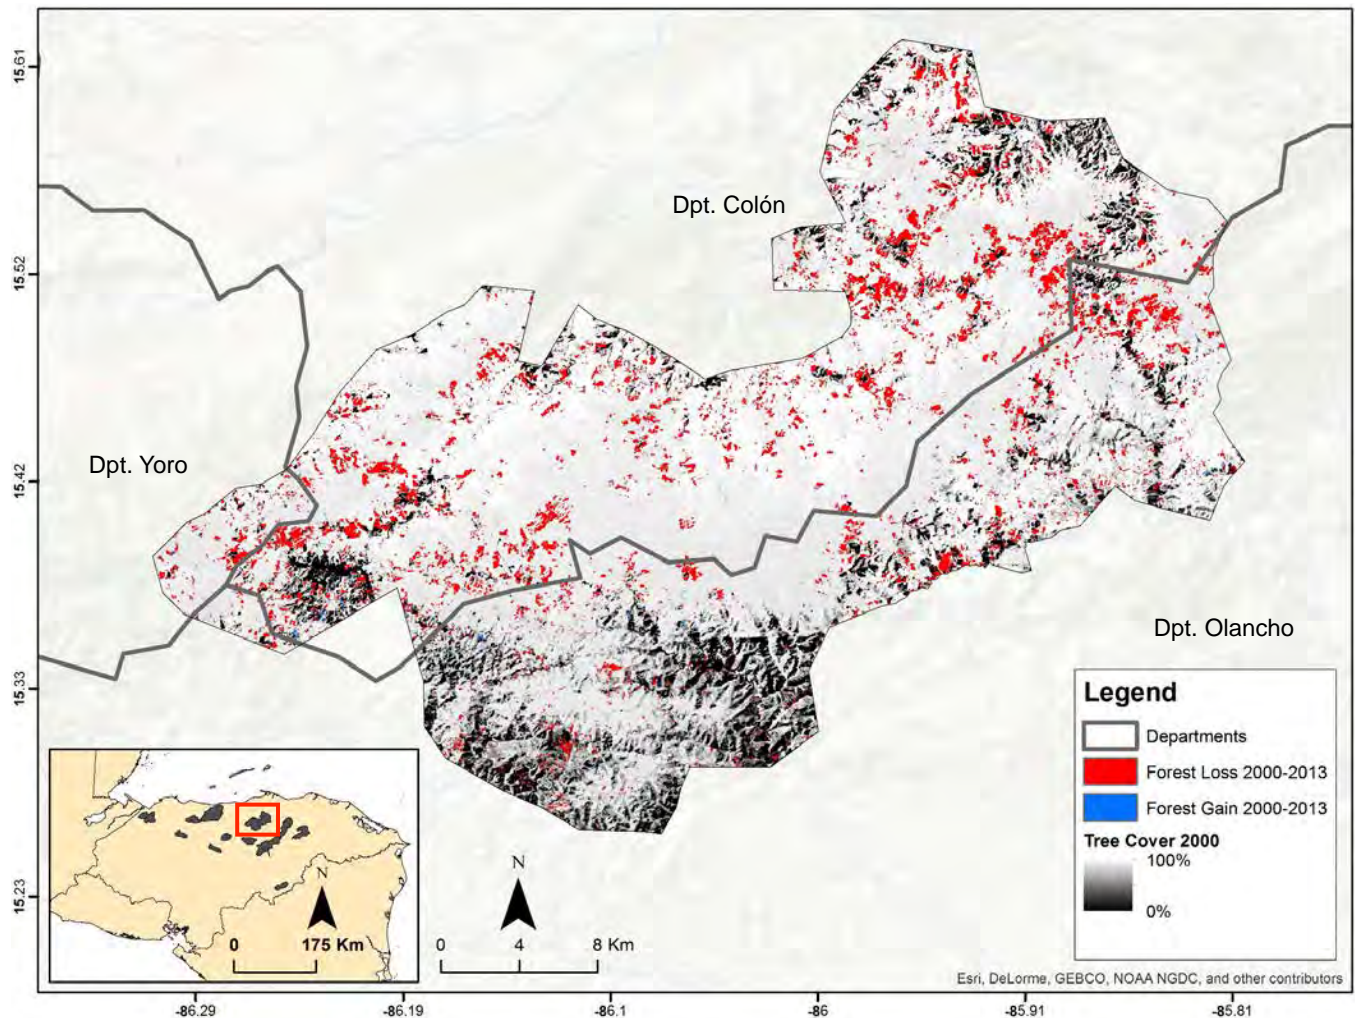 15.61
15.52
15.42
15.33
15.23
Dpt. Colón
Dpt. Yoro
Dpt. Olancho
Legend
Departments
Forest Loss 2000-2013
Forest Gain 2000-2013
Tree Cover 2000
100%
0%
N
0 175 Km
N
0 4 8 Km
Esri, DeLorme, GEBCO, NOAA NGDC, and other contributors
-86.29 -86.19 -86.1 -86 -85.91 -85.81